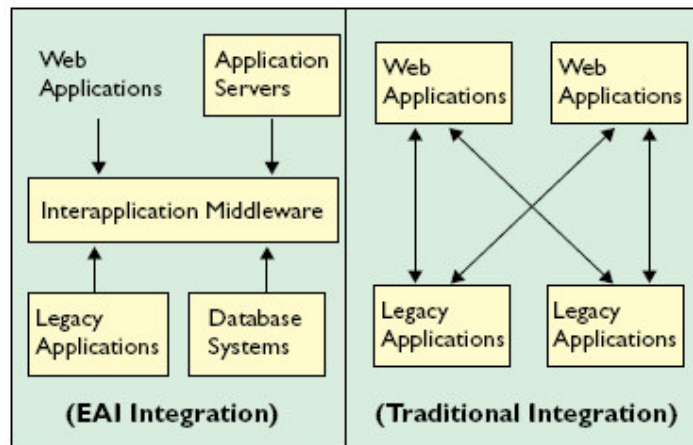 Web
Applications
Application
Servers
Interapplication Middleware
Legacy
Applications
Database
Systems
(EAI Integration)
Web
Applications
Web
Applications
Legacy
Applications
Legacy
Applications
(Traditional Integration)